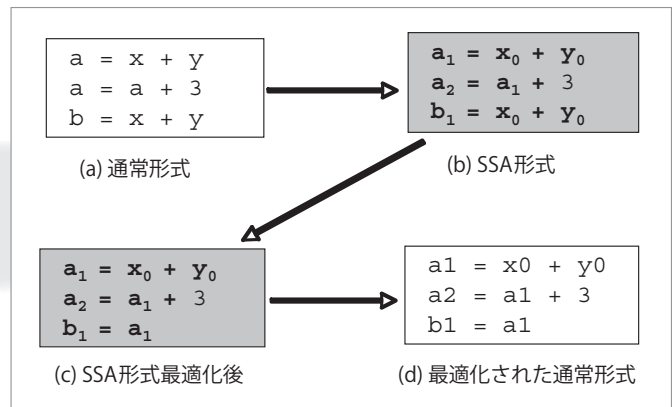 a = x + y
a = a + 3
b = x + y
(a) 通常形式
a₁ = x₀ + y₀
a₂ = a₁ + 3
b₁ = x₀ + y₀
(b) SSA形式
a₁ = x₀ + y₀
a₂ = a₁ + 3
b₁ = a₁
(c) SSA形式最適化後
a1 = x0 + y0
a2 = a1 + 3
b1 = a1
(d) 最適化された通常形式